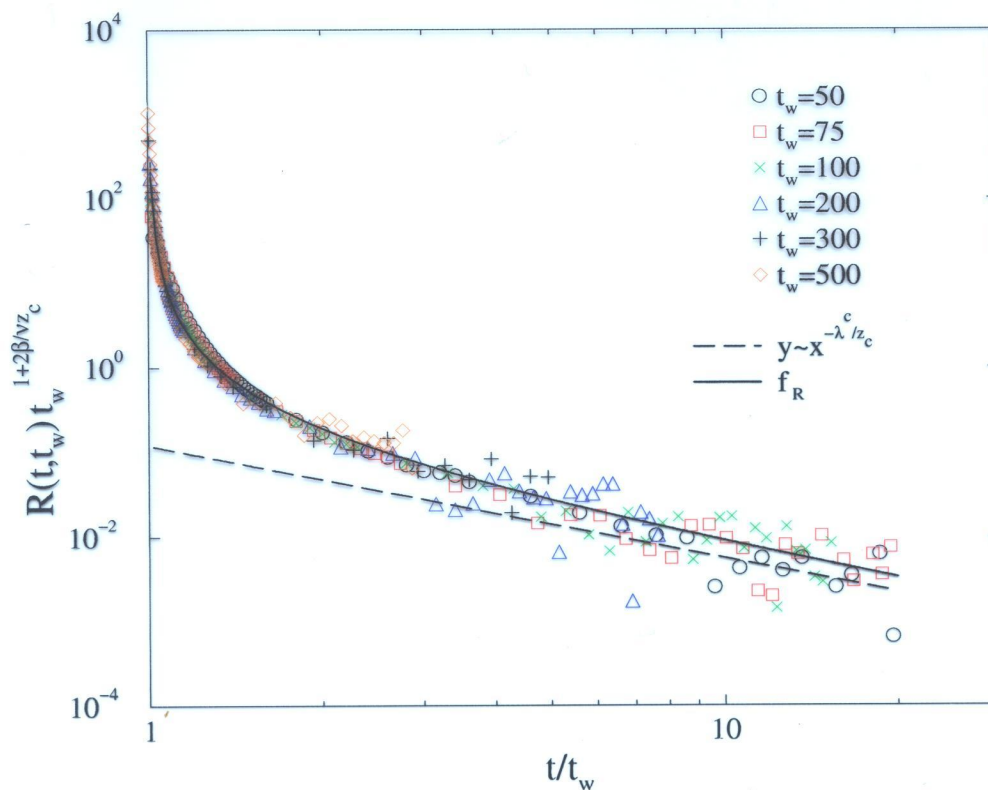 10^4
10^2
10^0
10^-2
10^-4
R(t,t_w) t_w^{1+2β/νz_c}
t_w=50
t_w=75
t_w=100
t_w=200
t_w=300
t_w=500
y~x^{-λ^c/z_c}
f_R
1
10
t/t_w